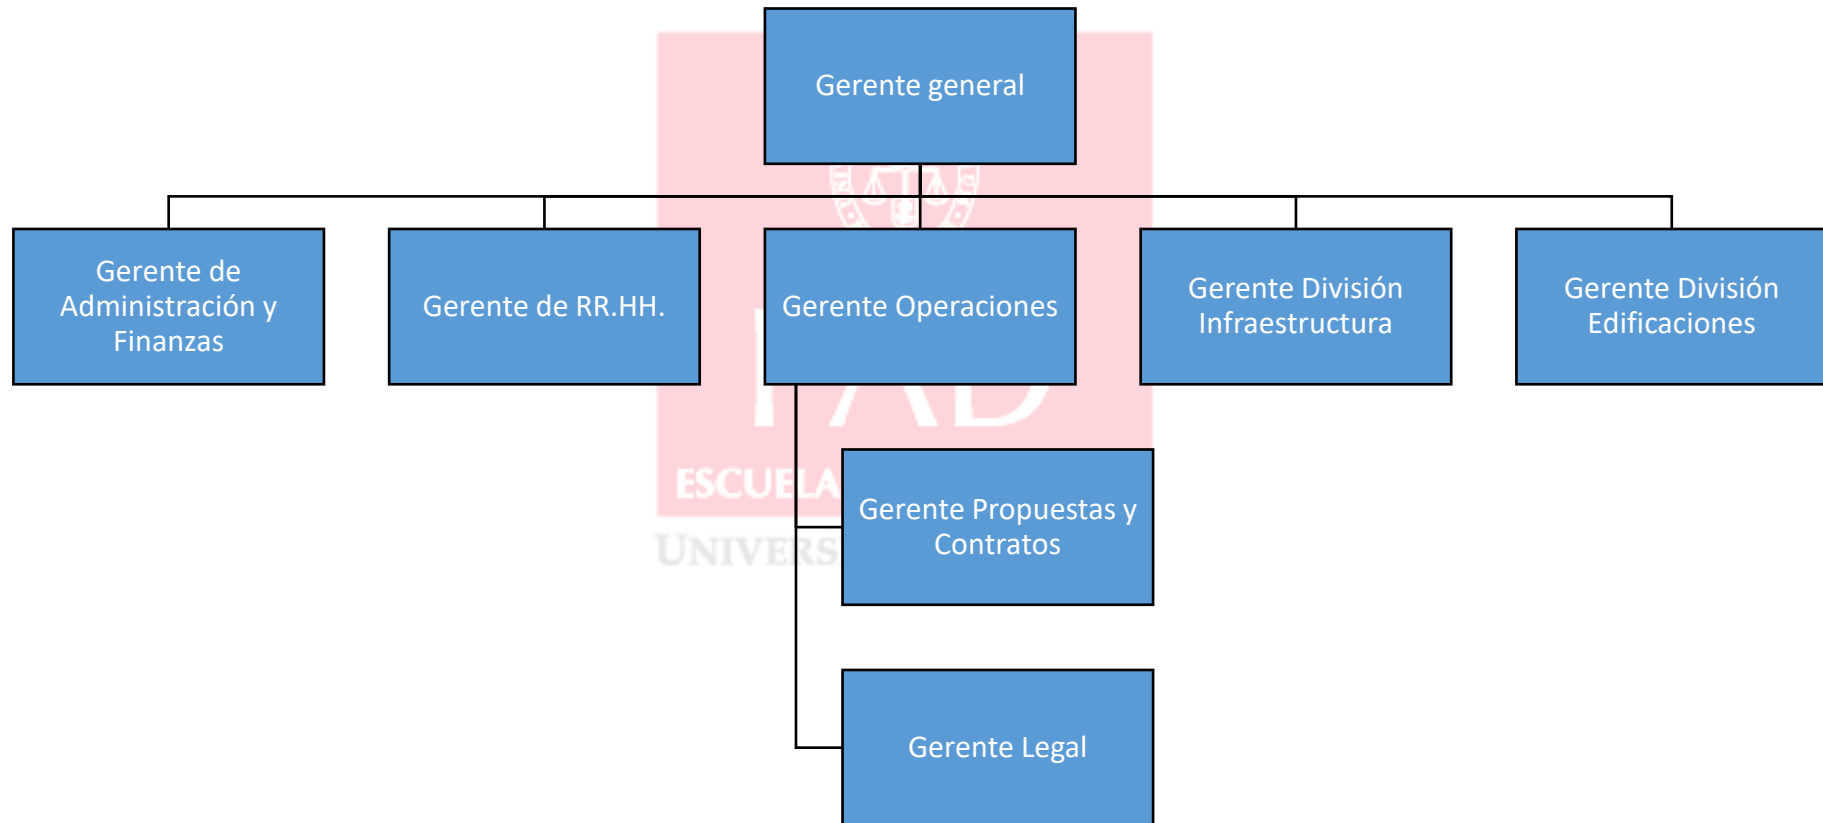 Gerente general
Gerente de
Administración y
Finanzas
Gerente de RR.HH.
Gerente Operaciones
Gerente División
Infraestructura
Gerente División
Edificaciones
ESCUELA
Gerente Propuestas y
Contratos
Gerente Legal